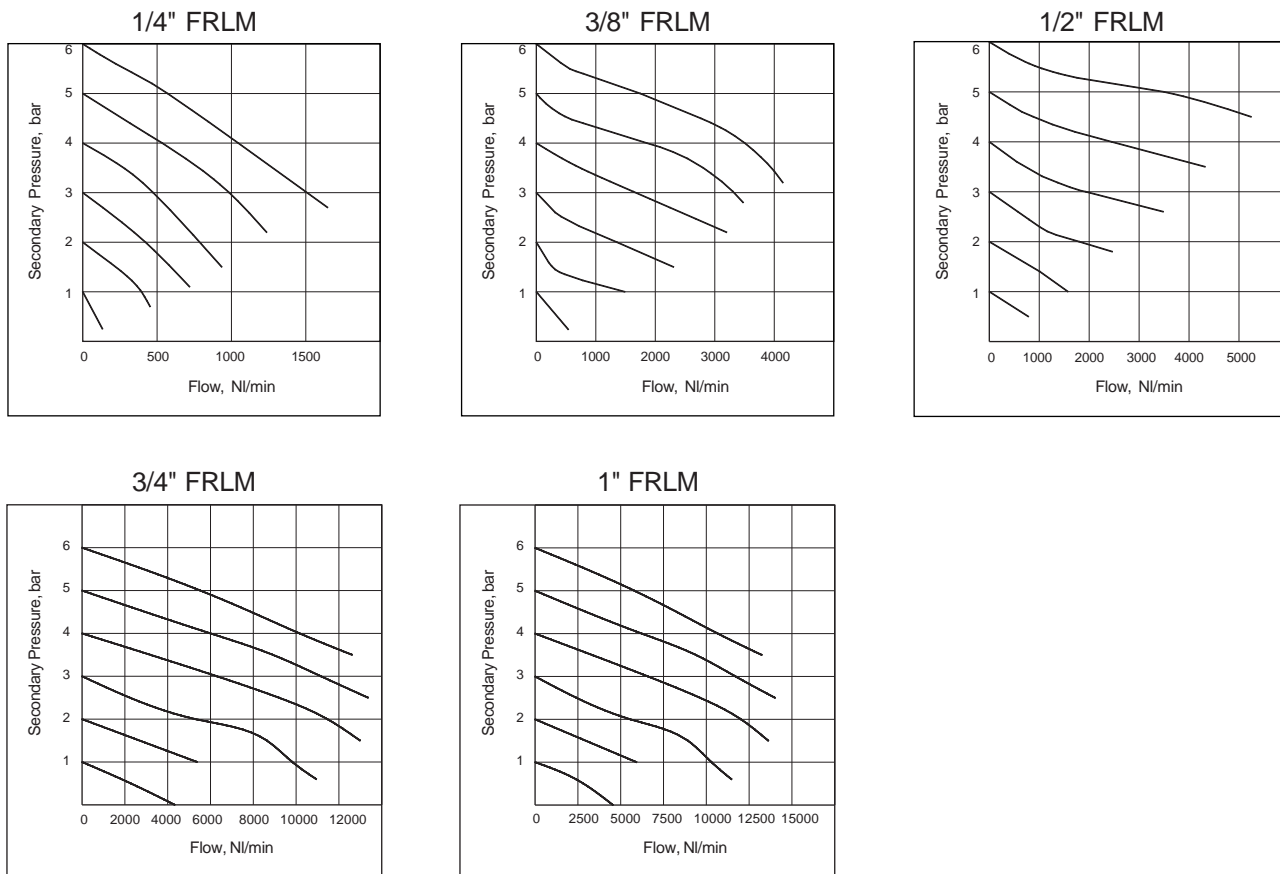 1/4" FRLM
6
5
4
3
2
1
Secondary Pressure, bar
0 500 1000 1500
Flow, Nl/min
3/8" FRLM
6
5
4
3
2
1
Secondary Pressure, bar
0 1000 2000 3000 4000
Flow, Nl/min
1/2" FRLM
6
5
4
3
2
1
Secondary Pressure, bar
0 1000 2000 3000 4000 5000
Flow, Nl/min
3/4" FRLM
6
5
4
3
2
1
Secondary Pressure, bar
0 2000 4000 6000 8000 10000 12000
Flow, Nl/min
1" FRLM
6
5
4
3
2
1
Secondary Pressure, bar
0 2500 5000 7500 10000 12500 15000
Flow, Nl/min